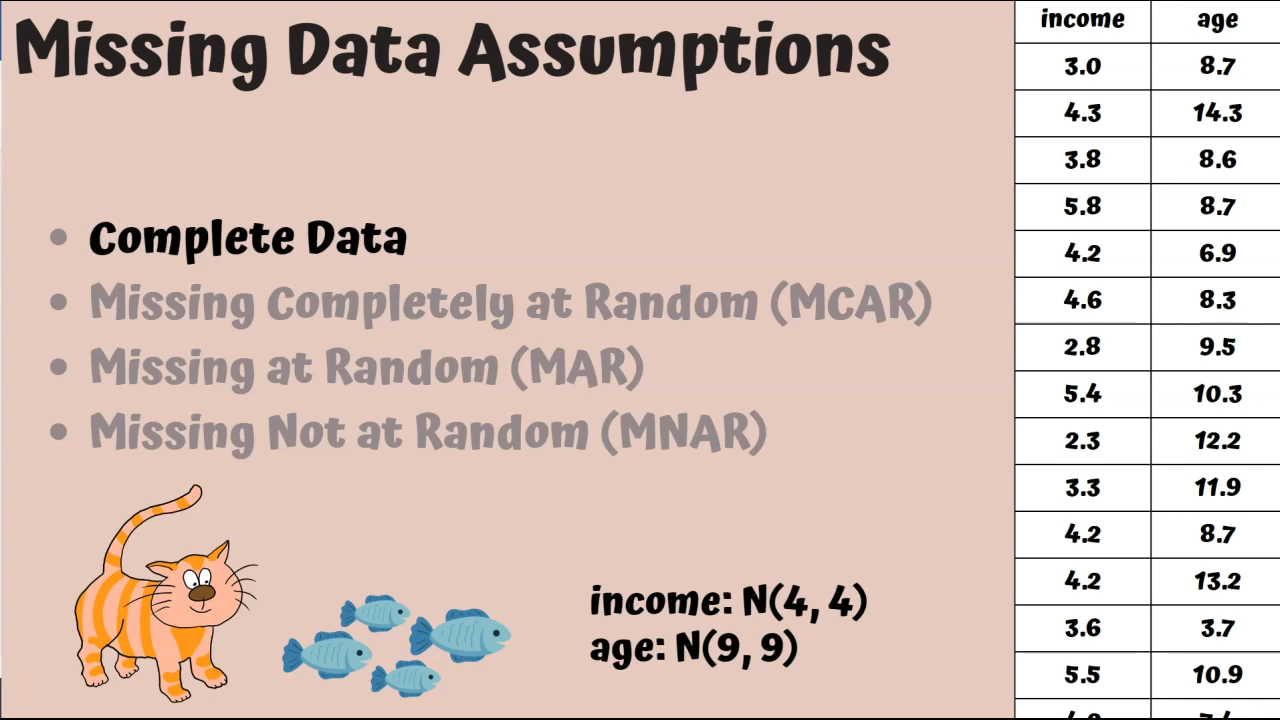 Missing Data Assumptions
Complete Data
Missing Completely at Random (MCAR)
Missing at Random (MAR)
Missing Not at Random (MNAR)
income: N(4, 4)
age: N(9, 9)
income age
3.0 8.7
4.3 14.3
3.8 8.6
5.8 8.7
4.2 6.9
4.6 8.3
2.8 9.5
5.4 10.3
2.3 12.2
3.3 11.9
4.2 8.7
4.2 13.2
3.6 3.7
5.5 10.9